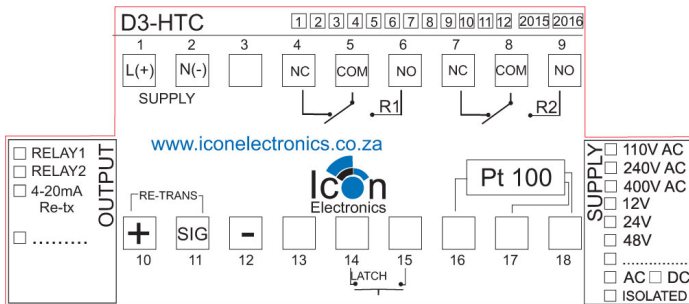 D3-HTC 1 2 3 4 5 6 7 8 9 10 11 12 2015 2016
1 2 3 4 5 6 7 8 9
L(+) N(-) NC COM NO NC COM NO
SUPPLY R1 R2
www.iconelectronics.co.za
OUTPUT
RELAY1
RELAY2
4-20mA
Re-tx
.........
Icon
Electronics
Pt 100
RE-TRANS
+ SIG -
10 11 12 13 14 15 16 17 18
LATCH
SUPPLY
110V AC
240V AC
400V AC
12V
24V
48V
................
AC DC
ISOLATED